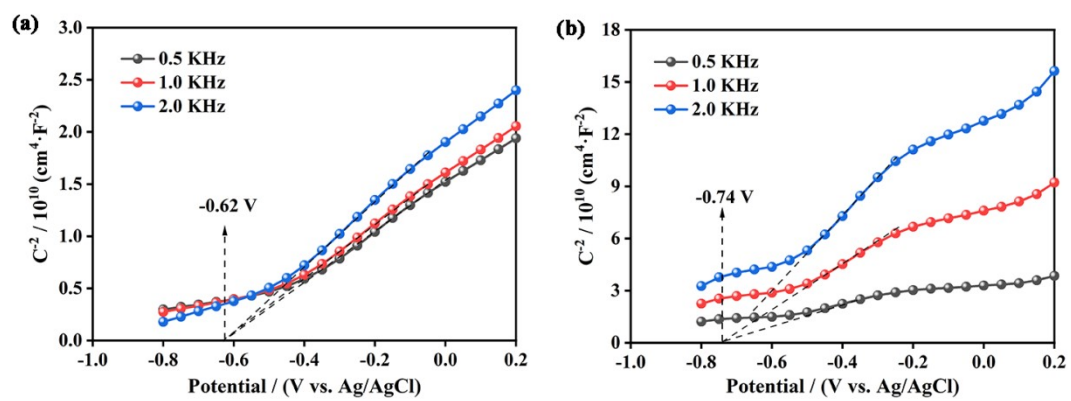 (a)
3.0
2.5
2.0
1.5
1.0
0.5
0.0
C⁻² / 10¹⁰ (cm⁴·F⁻²)
0.5 KHz
1.0 KHz
2.0 KHz
-0.62 V
-1.0 -0.8 -0.6 -0.4 -0.2 0.0 0.2
Potential / (V vs. Ag/AgCl)
(b)
18
15
12
9
6
3
0
C⁻² / 10¹⁰ (cm⁴·F⁻²)
0.5 KHz
1.0 KHz
2.0 KHz
-0.74 V
-1.0 -0.8 -0.6 -0.4 -0.2 0.0 0.2
Potential / (V vs. Ag/AgCl)